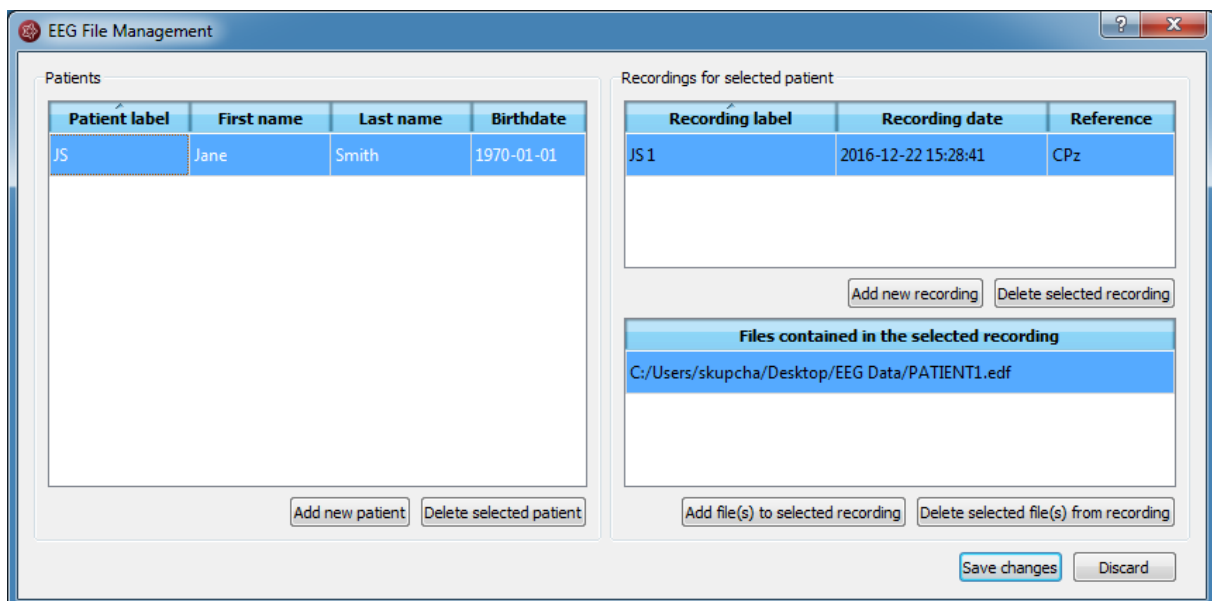 EEG File Management
Patients
Patient label First name Last name Birthdate
JS Jane Smith 1970-01-01
Add new patient Delete selected patient
Recordings for selected patient
Recording label Recording date Reference
JS 1 2016-12-22 15:28:41 CPz
Add new recording Delete selected recording
Files contained in the selected recording
C:/Users/skupcha/Desktop/EEG Data/PATIENT1.edf
Add file(s) to selected recording Delete selected file(s) from recording
Save changes Discard